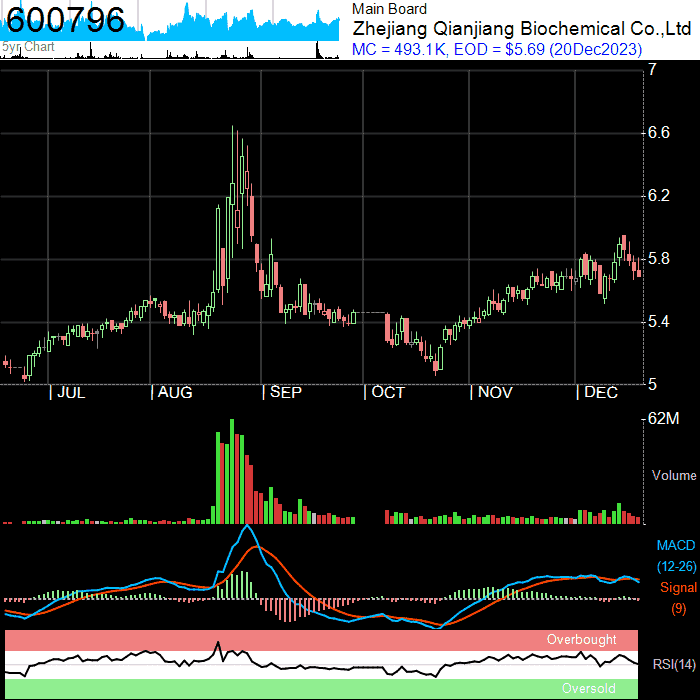 600796
5yr Chart
Main Board
Zhejiang Qianjiang Biochemical Co.,Ltd
MC = 493.1K, EOD = $5.69 (20Dec2023)
7
6.6
6.2
5.8
5.4
5
JUL
AUG
SEP
OCT
NOV
DEC
62M
Volume
MACD
(12-26)
Signal
(9)
Overbought
RSI(14)
Oversold